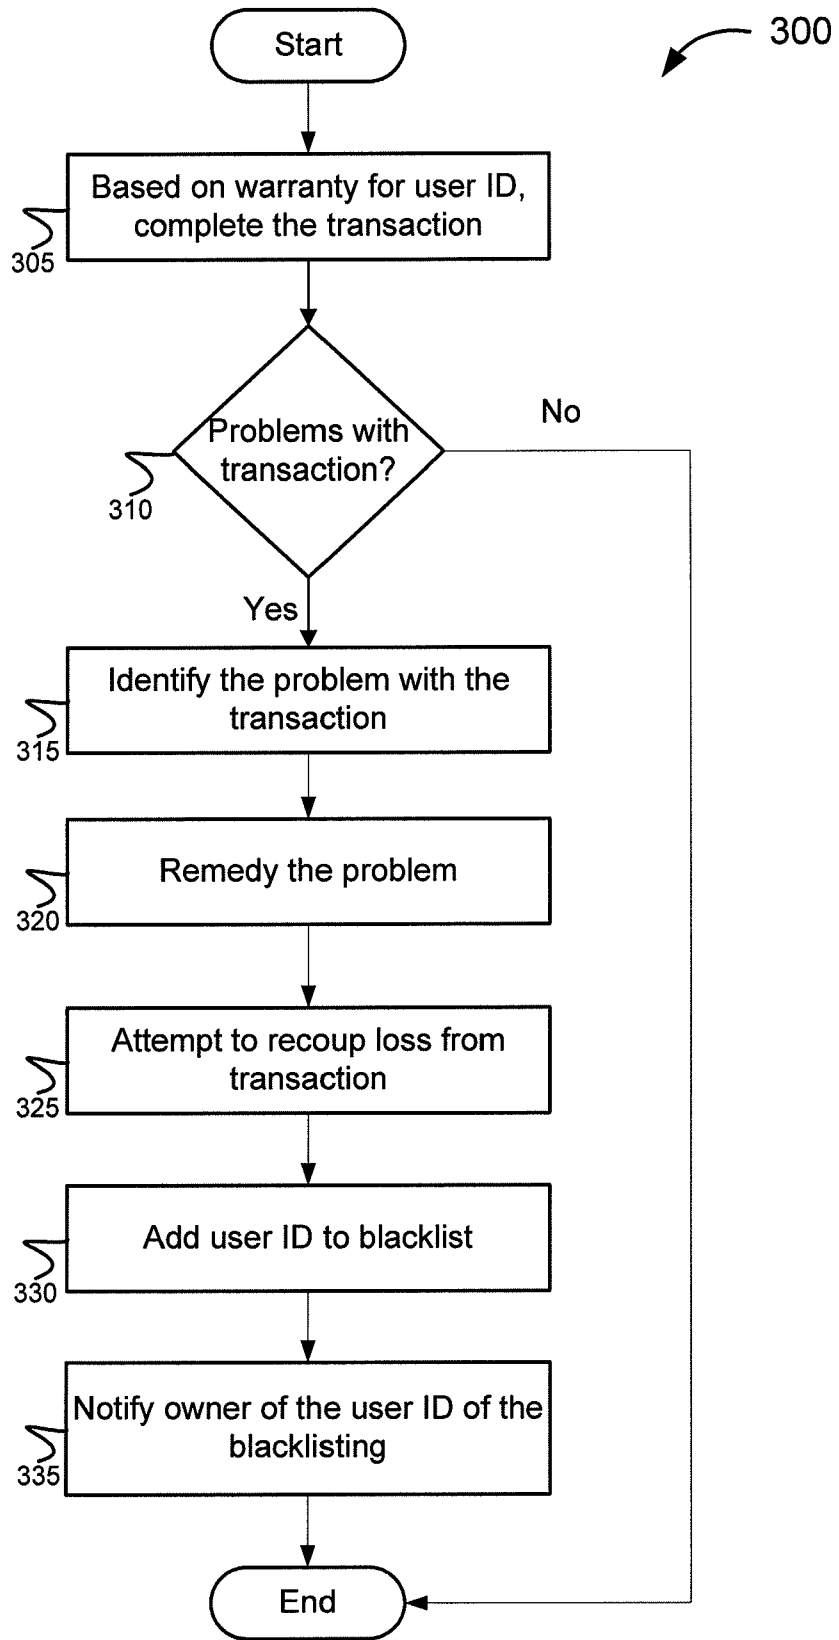 Start
300
Based on warranty for user ID,
complete the transaction
305
Problems with
transaction?
No
310
Yes
Identify the problem with the
transaction
315
Remedy the problem
320
Attempt to recoup loss from
transaction
325
Add user ID to blacklist
330
Notify owner of the user ID of the
blacklisting
335
End